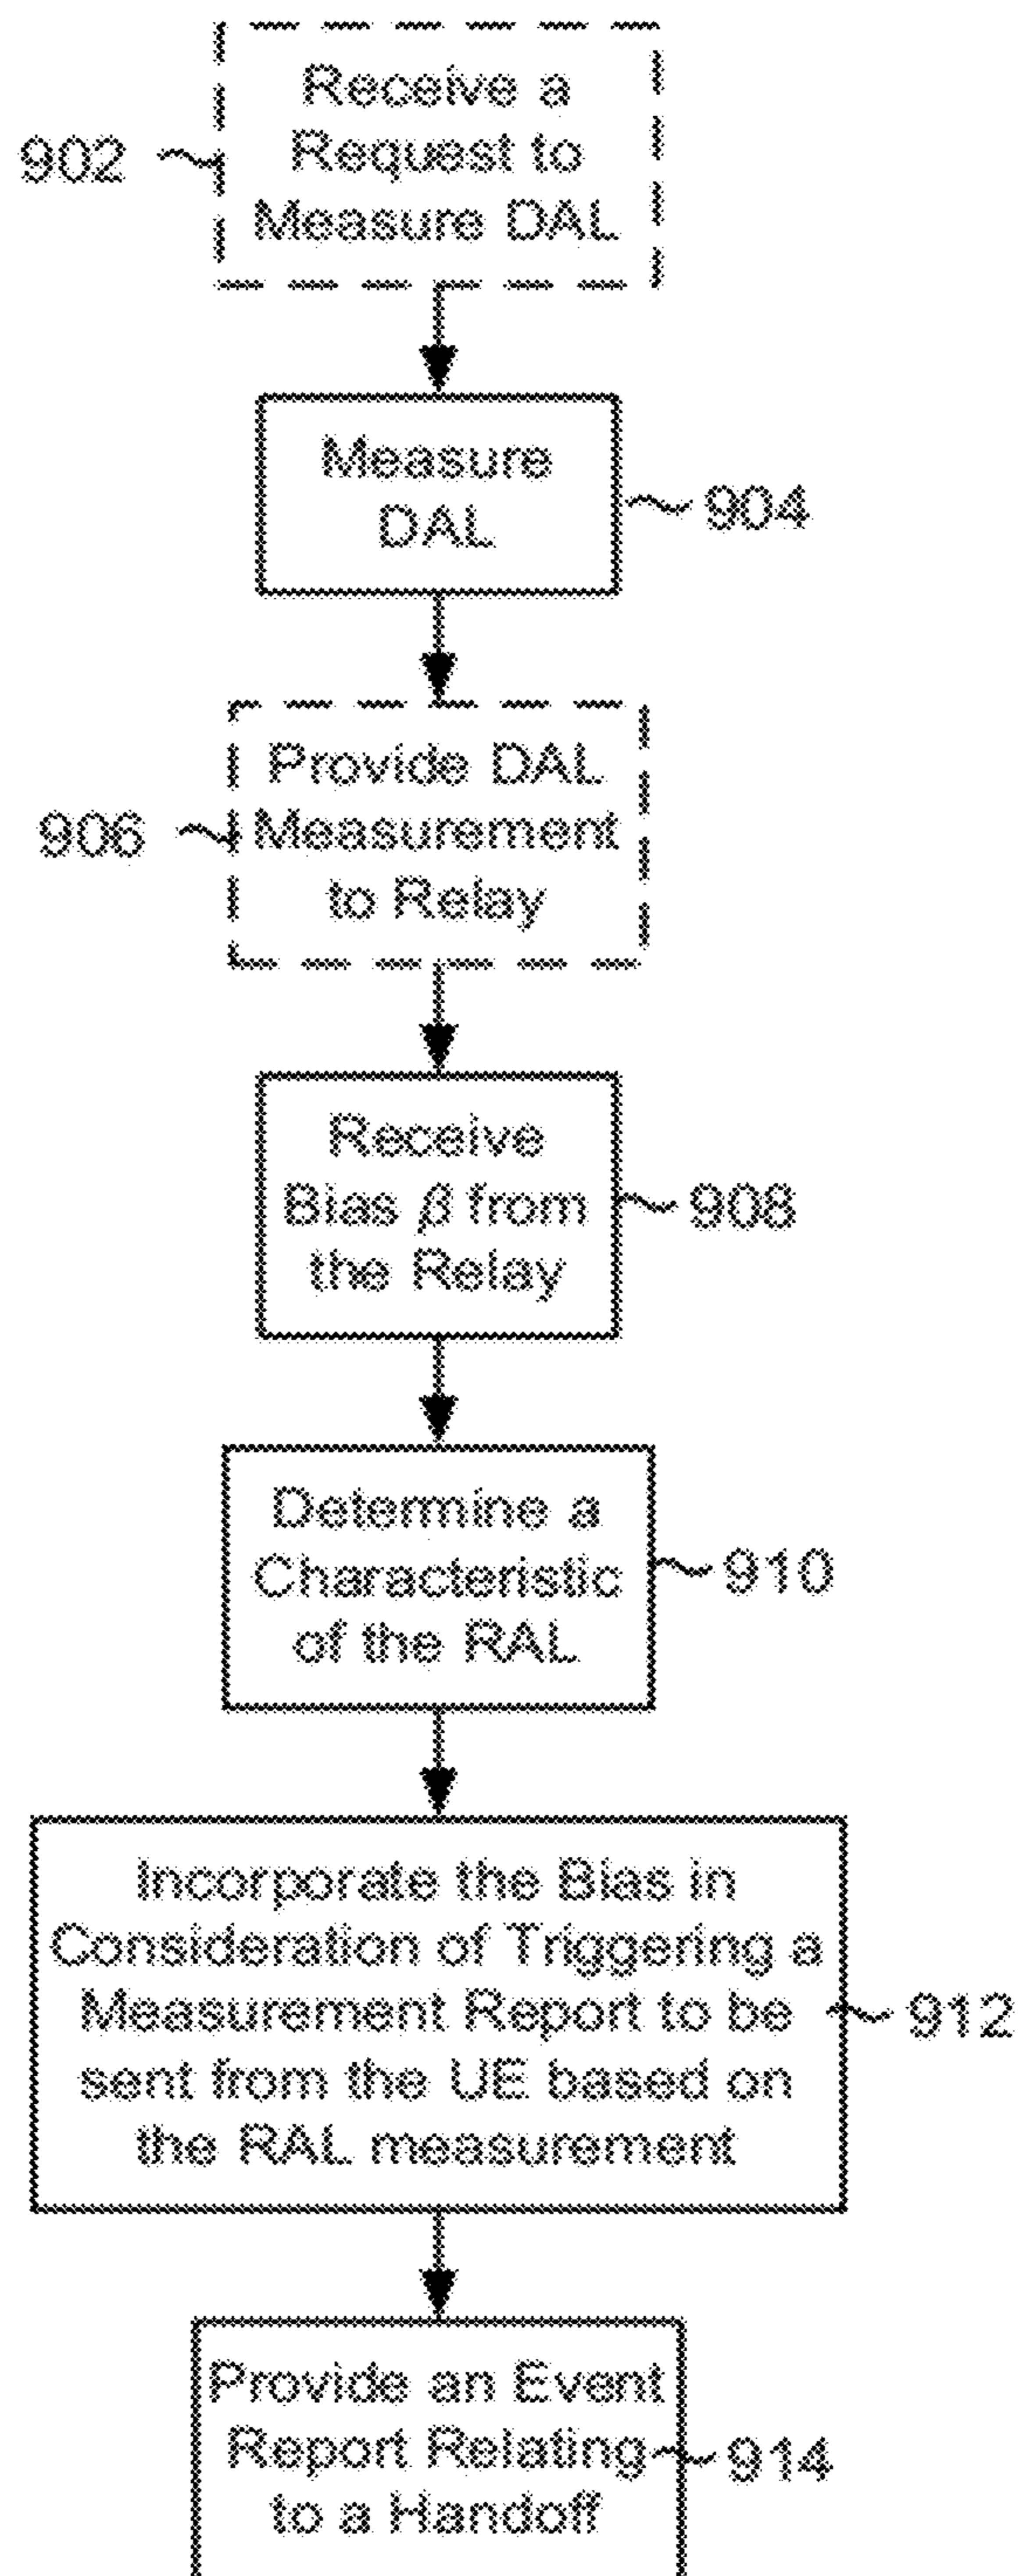 Receive a
Request to
Measure DAL
902
Measure
DAL
904
Provide DAL
Measurement
to Relay
906
Receive
Bias β from
the Relay
908
Determine a
Characteristic
of the RAL
910
Incorporate the Bias in
Consideration of Triggering a
Measurement Report to be
sent from the UE based on
the RAL measurement
912
Provide an Event
Report Relating
to a Handoff
914